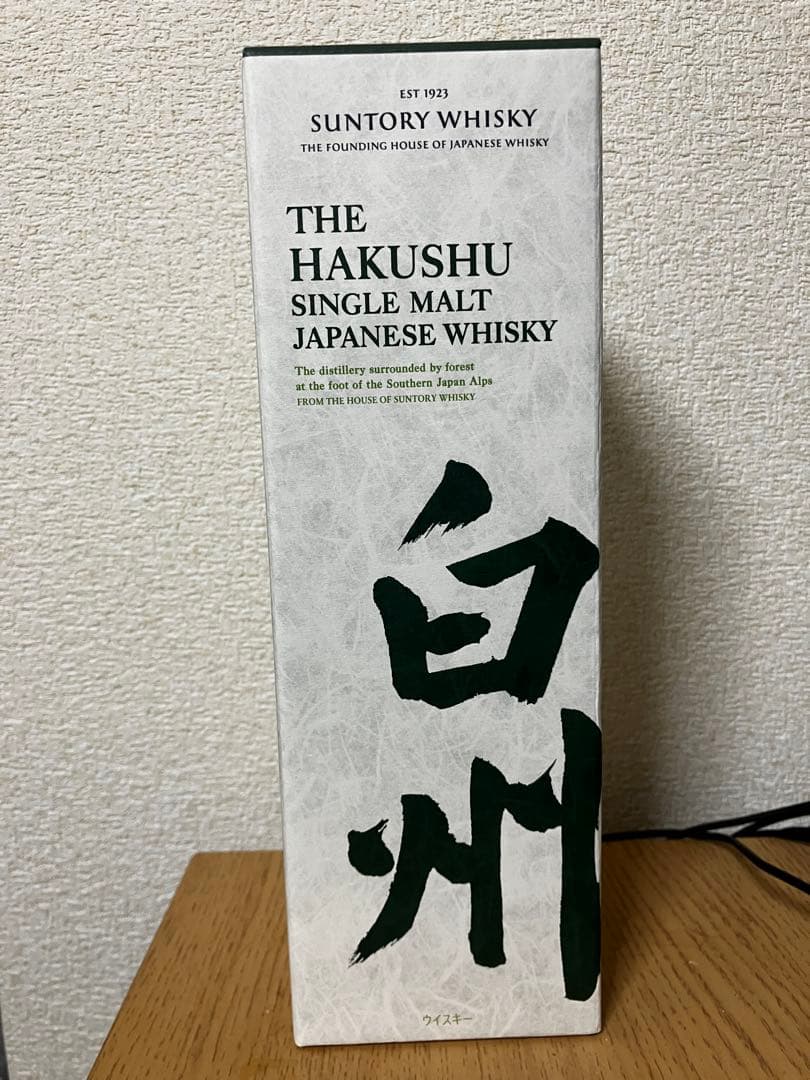 EST 1923
SUNTORY WHISKY
THE FOUNDING HOUSE OF JAPANESE WHISKY
THE
HAKUSHU
SINGLE MALT
JAPANESE WHISKY
The distillery surrounded by forest
at the foot of the Southern Japan Alps
FROM THE HOUSE OF SUNTORY WHISKY
白
州
ウイスキー